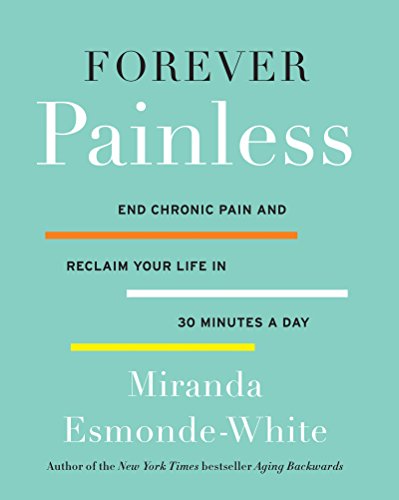 FOREVER
Painless
END CHRONIC PAIN AND
RECLAIM YOUR LIFE IN
30 MINUTES A DAY
Miranda
Esmonde-White
Author of the New York Times bestseller Aging Backwards